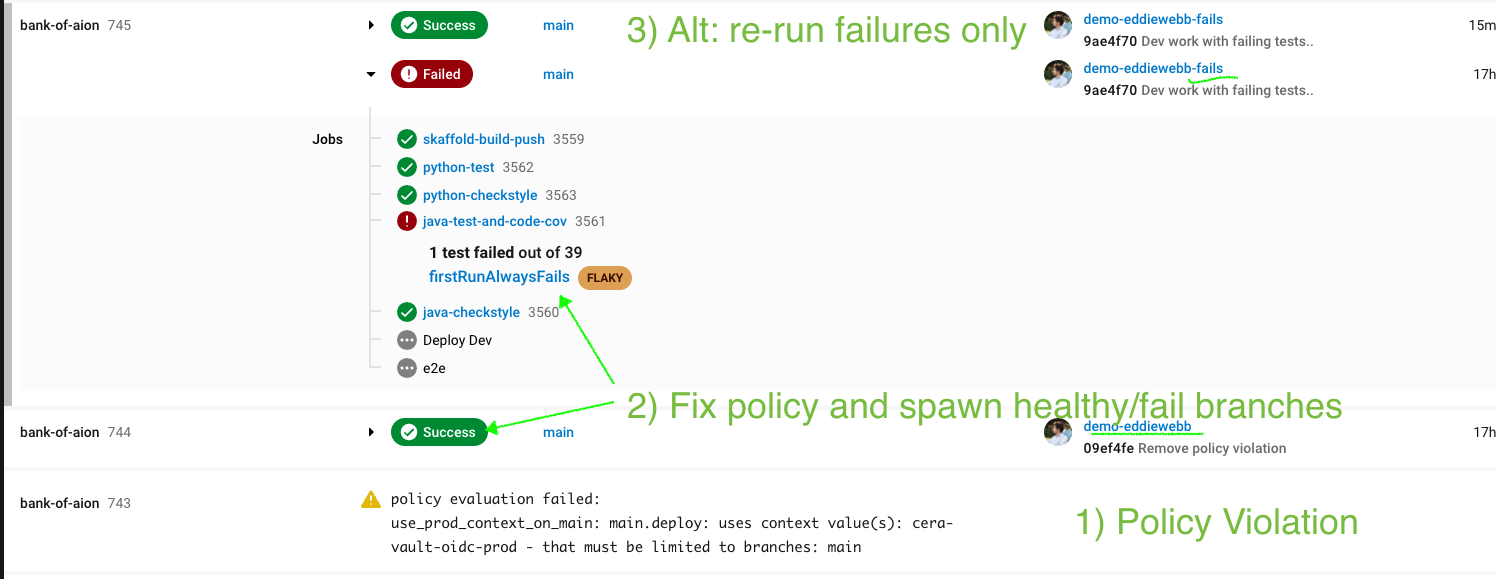 bank-of-aion 745 Success main 3) Alt: re-run failures only demo-eddiewebb-fails 15m
9ae4f70 Dev work with failing tests..
Failed main demo-eddiewebb-fails 17h
9ae4f70 Dev work with failing tests..
Jobs
skaffold-build-push 3559
python-test 3562
python-checkstyle 3563
java-test-and-code-cov 3561
1 test failed out of 39
firstRunAlwaysFails FLAKY
java-checkstyle 3560
Deploy Dev
e2e
2) Fix policy and spawn healthy/fail branches
bank-of-aion 744 Success main demo-eddiewebb 17h
09ef4fe Remove policy violation
bank-of-aion 743
policy evaluation failed:
use_prod_context_on_main: main.deploy: uses context value(s): cera-
vault-oidc-prod - that must be limited to branches: main
1) Policy Violation